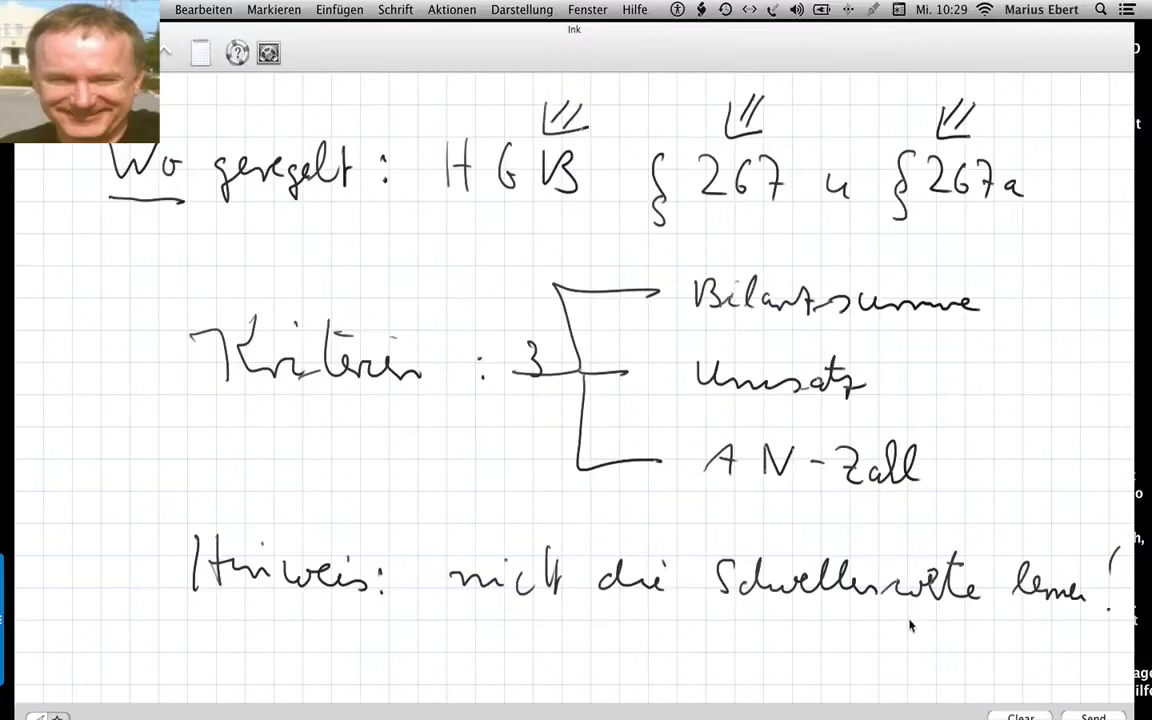 Bearbeiten Markieren Einfügen Schrift Aktionen Darstellung Fenster Hilfe Mi. 10:29 Marius Ebert
Ink
Wo geregelt: HGB § 267 u § 267a
Bilanzsumme
Kriterien : 3
Umsatz
AN-Zahl
Hinweis: nicht die Schwellenwerte lernen!
Clear Send